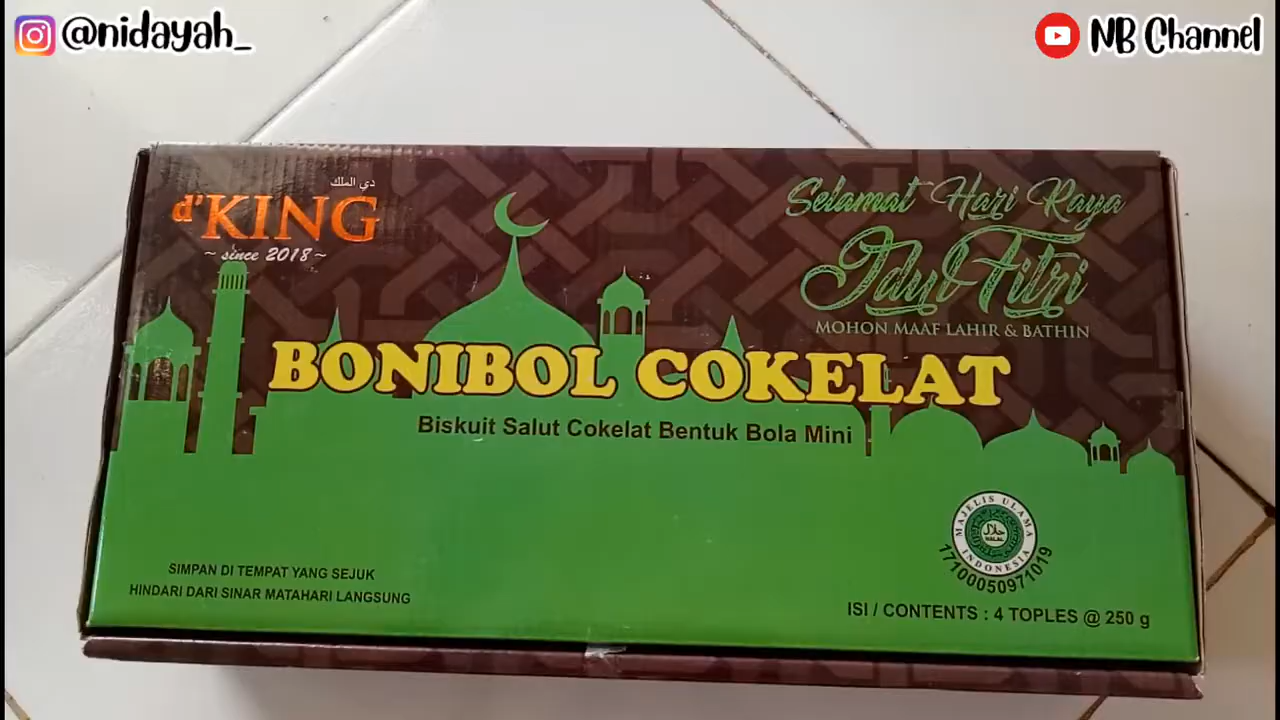 @nidayah_
NB Channel
دي الملك
d'KING
~ since 2018 ~
Selamat Hari Raya
Idul Fitri
MOHON MAAF LAHIR & BATHIN
BONIBOL COKELAT
Biskuit Salut Cokelat Bentuk Bola Mini
MAJELIS ULAMA INDONESIA
حلال
HALAL
17100050971019
SIMPAN DI TEMPAT YANG SEJUK
HINDARI DARI SINAR MATAHARI LANGSUNG
ISI / CONTENTS : 4 TOPLES @ 250 g